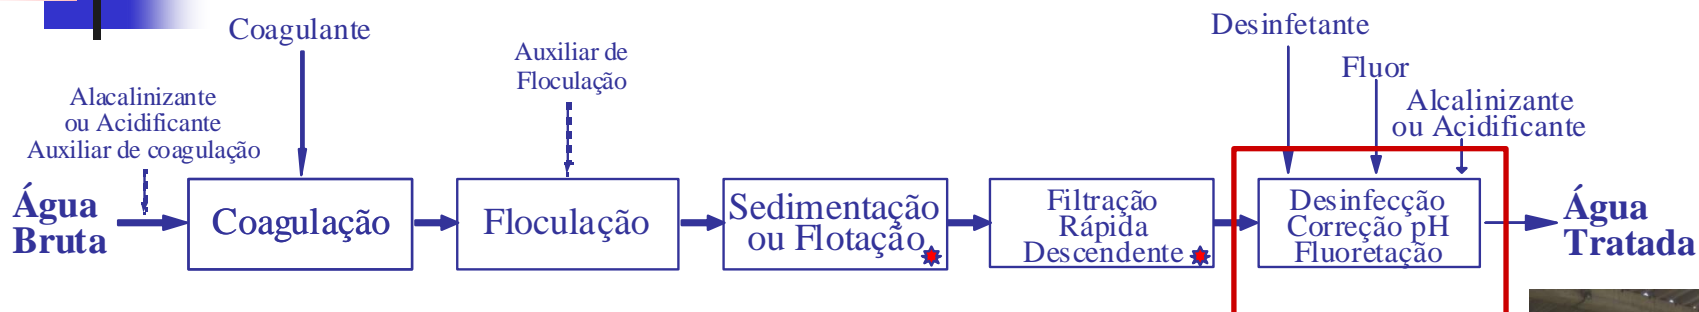 Coagulante
Auxiliar de
Floculação
Desinfetante
Fluor
Alcalinizante
ou Acidificante
Alacalinizante
ou Acidificante
Auxiliar de coagulação
Água
Bruta
Coagulação
Floculação
Sedimentação
ou Flotação
Filtração
Rápida
Descendente
Desinfecção
Correção pH
Fluoretação
Água
Tratada